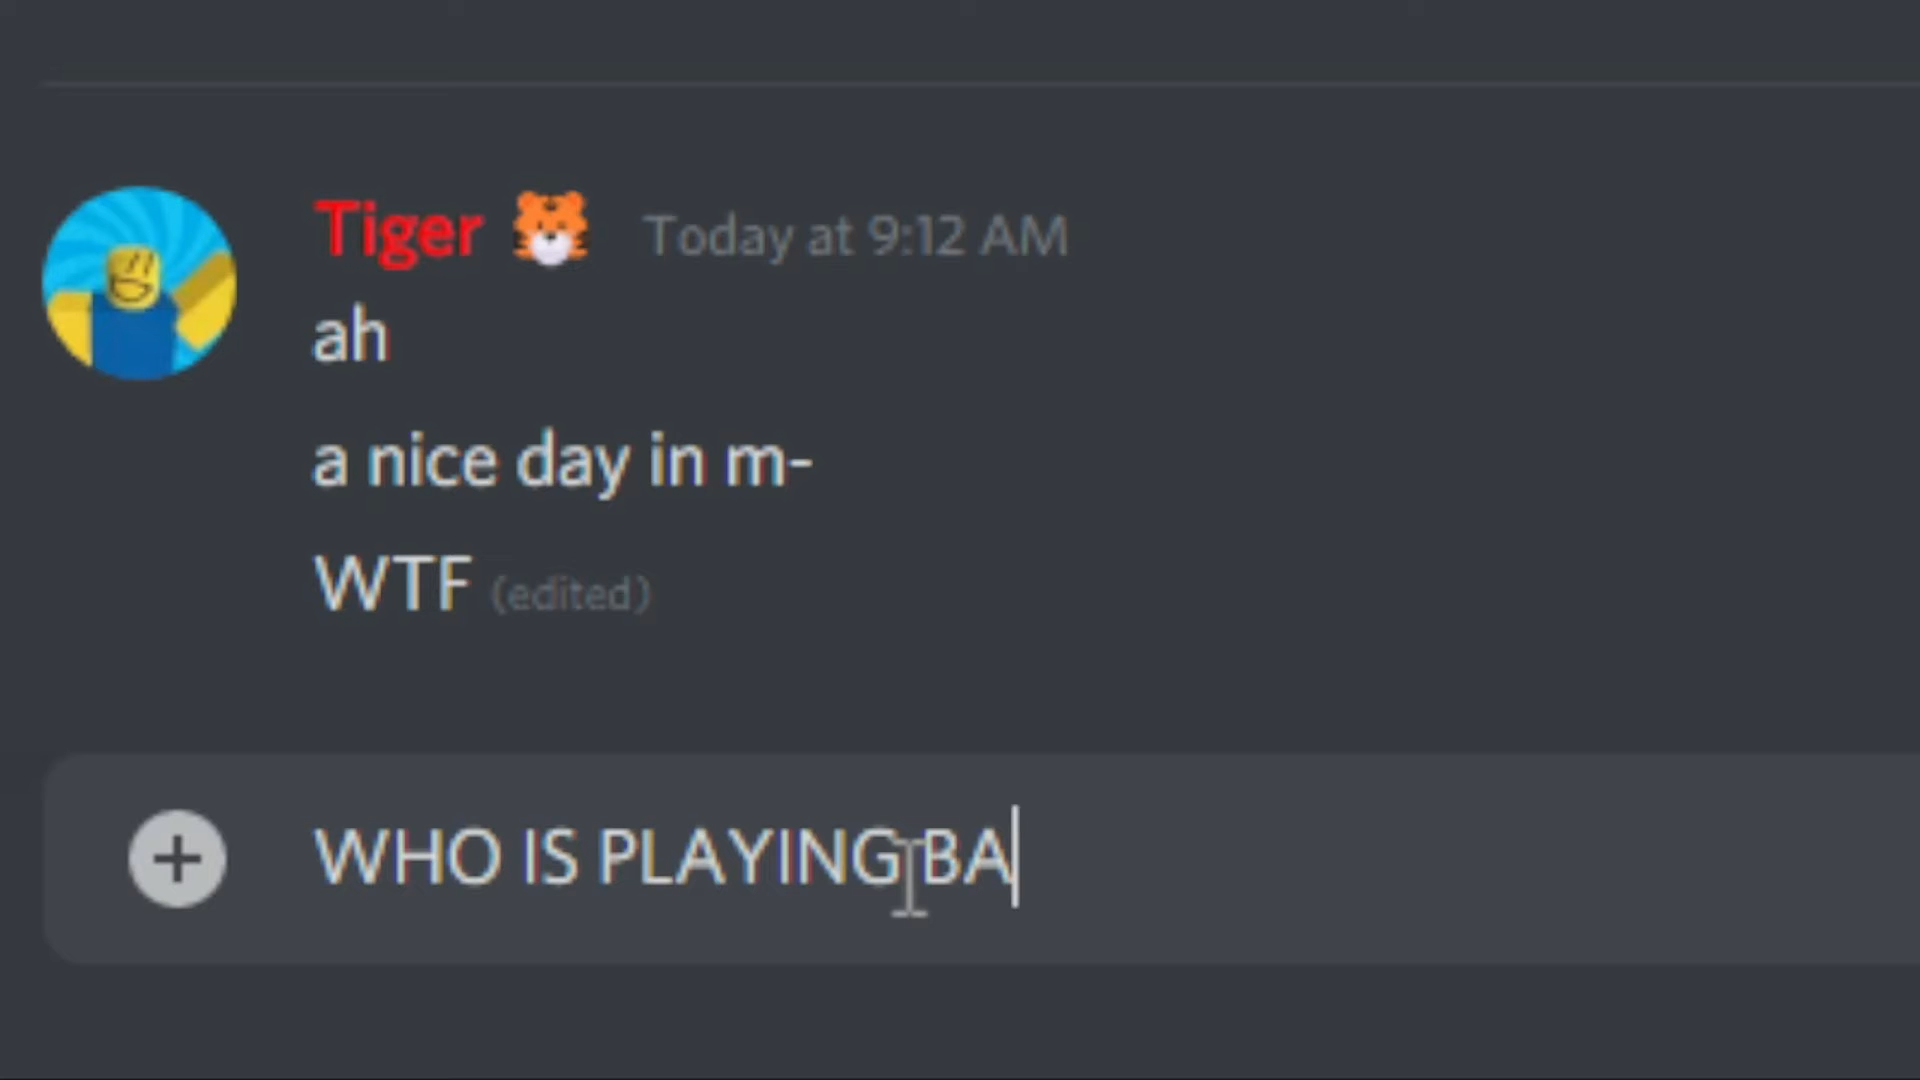 Tiger 🐯 Today at 9:12 AM
ah
a nice day in m-
WTF (edited)
WHO IS PLAYING BA